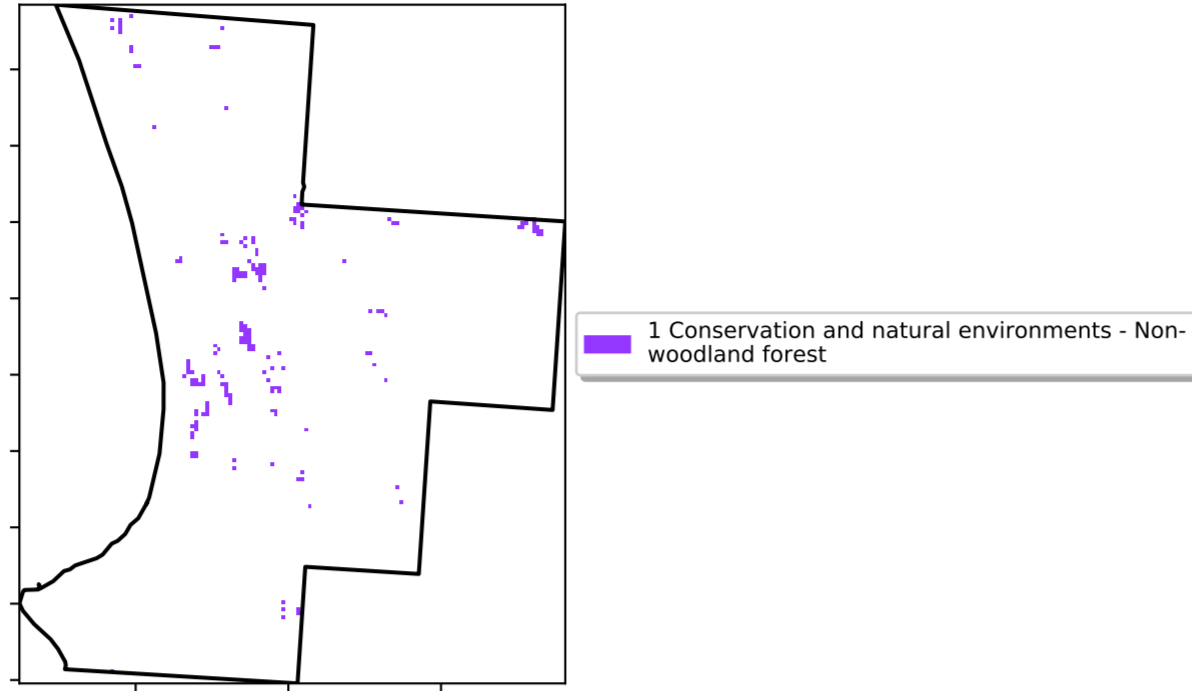 1 Conservation and natural environments - Non-
woodland forest